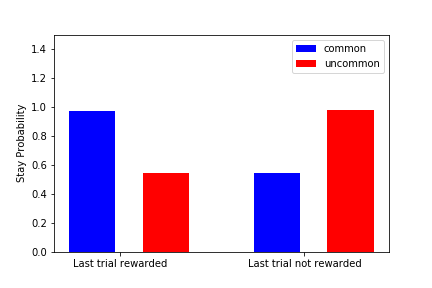 1.4
1.2
1.0
0.8
0.6
0.4
0.2
0.0
Stay Probability
common
uncommon
Last trial rewarded
Last trial not rewarded